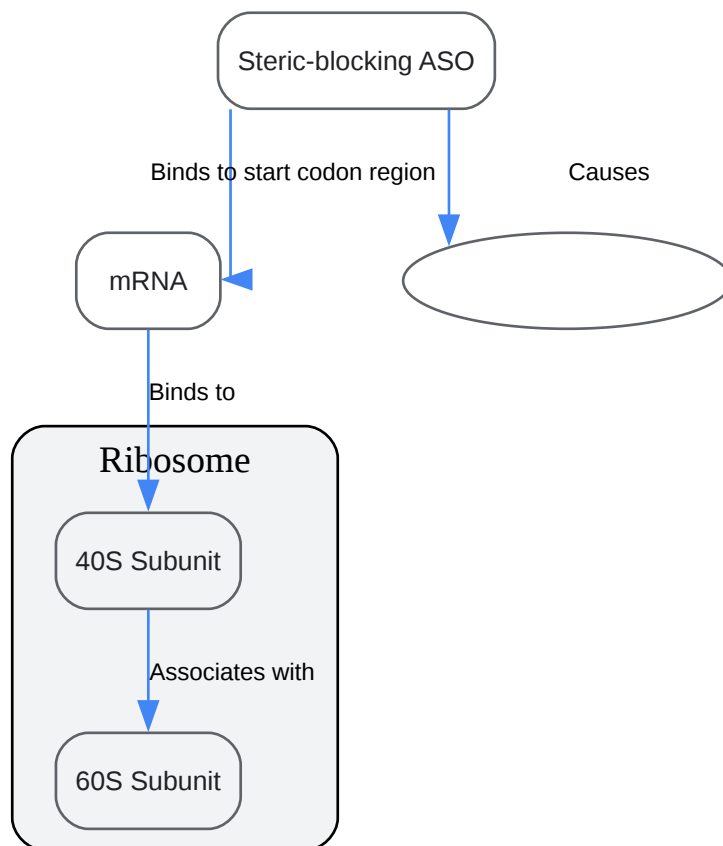 Steric-blocking ASO
Binds to start codon region
Causes
mRNA
Binds to
Ribosome
40S Subunit
Associates with
60S Subunit